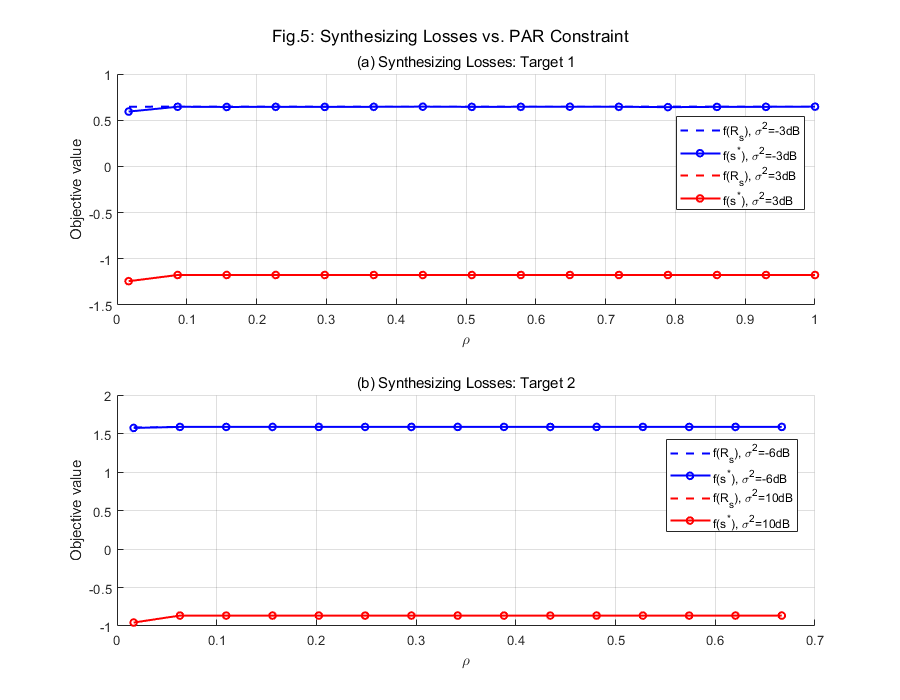 Fig.5: Synthesizing Losses vs. PAR Constraint
(a) Synthesizing Losses: Target 1
1
0.5
0
-0.5
-1
-1.5
Objective value
f(R_s), σ^2=-3dB
f(s^*), σ^2=-3dB
f(R_s), σ^2=3dB
f(s^*), σ^2=3dB
0 0.1 0.2 0.3 0.4 0.5 0.6 0.7 0.8 0.9 1
ρ
(b) Synthesizing Losses: Target 2
2
1.5
1
0.5
0
-0.5
-1
Objective value
f(R_s), σ^2=-6dB
f(s^*), σ^2=-6dB
f(R_s), σ^2=10dB
f(s^*), σ^2=10dB
0 0.1 0.2 0.3 0.4 0.5 0.6 0.7
ρ